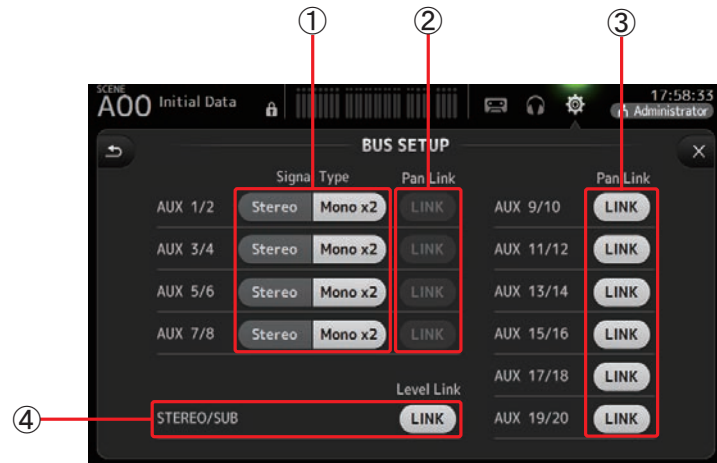 ① ② ③
SCENE
A00 Initial Data 17:58:33
Administrator
BUS SETUP
Signal Type Pan Link Pan Link
AUX 1/2 Stereo Mono x2 LINK AUX 9/10 LINK
AUX 3/4 Stereo Mono x2 LINK AUX 11/12 LINK
AUX 5/6 Stereo Mono x2 LINK AUX 13/14 LINK
AUX 7/8 Stereo Mono x2 LINK AUX 15/16 LINK
Level Link AUX 17/18 LINK
④ STEREO/SUB LINK AUX 19/20 LINK